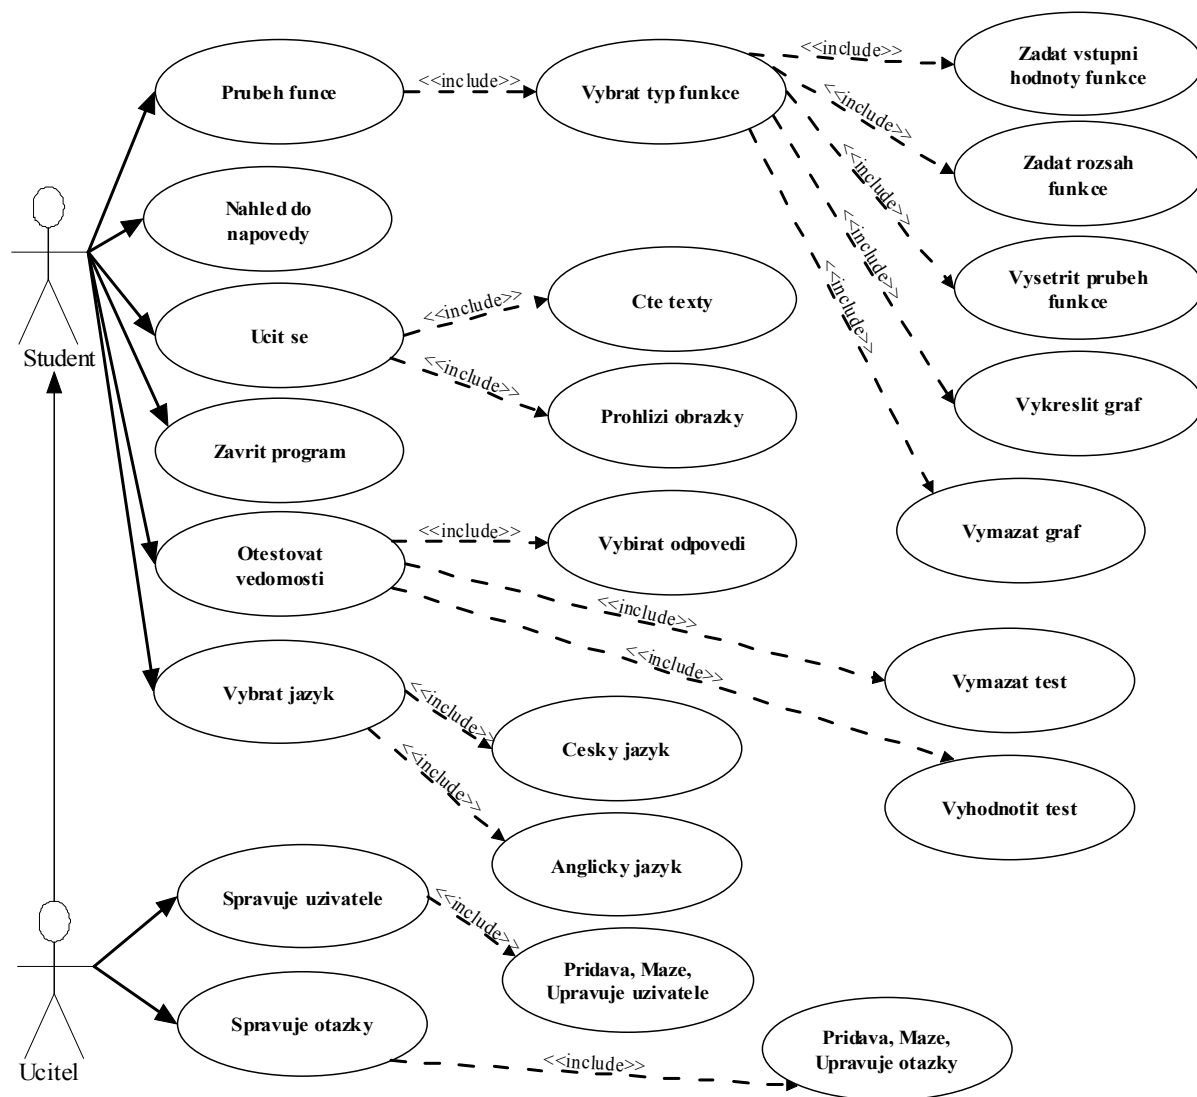 <<include>>
Zadat vstupni
hodnoty funkce
Prubeh funce
<<include>>
Vybrat typ funkce
<<include>>
Zadat rozsah
funkce
<<include>>
Nahled do
napovedy
<<include>>
Vysetrit prubeh
funkce
<<include>>
Ucit se
<<include>>
Cte texty
Student
<<include>>
Prohlizi obrazky
<<include>>
Vykreslit graf
Zavrit program
Vymazat graf
Otestovat
vedomosti
<<include>>
Vybirat odpovedi
<<include>>
Vymazat test
<<include>>
Vybrat jazyk
<<include>>
Cesky jazyk
<<include>>
Vyhodnotit test
Anglicky jazyk
Spravuje uzivatele
<<include>>
Pridava, Maze,
Upravuje uzivatele
Spravuje otazky
<<include>>
Pridava, Maze,
Upravuje otazky
Ucitel